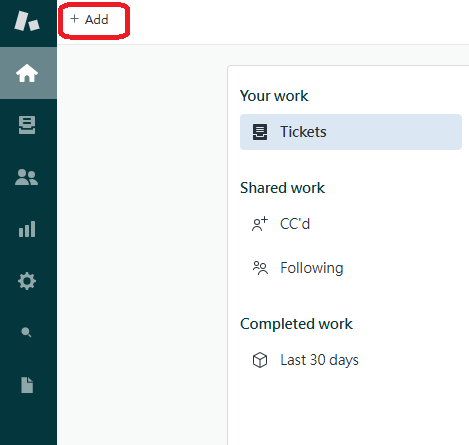 + Add
Your work
Tickets
Shared work
CC'd
Following
Completed work
Last 30 days